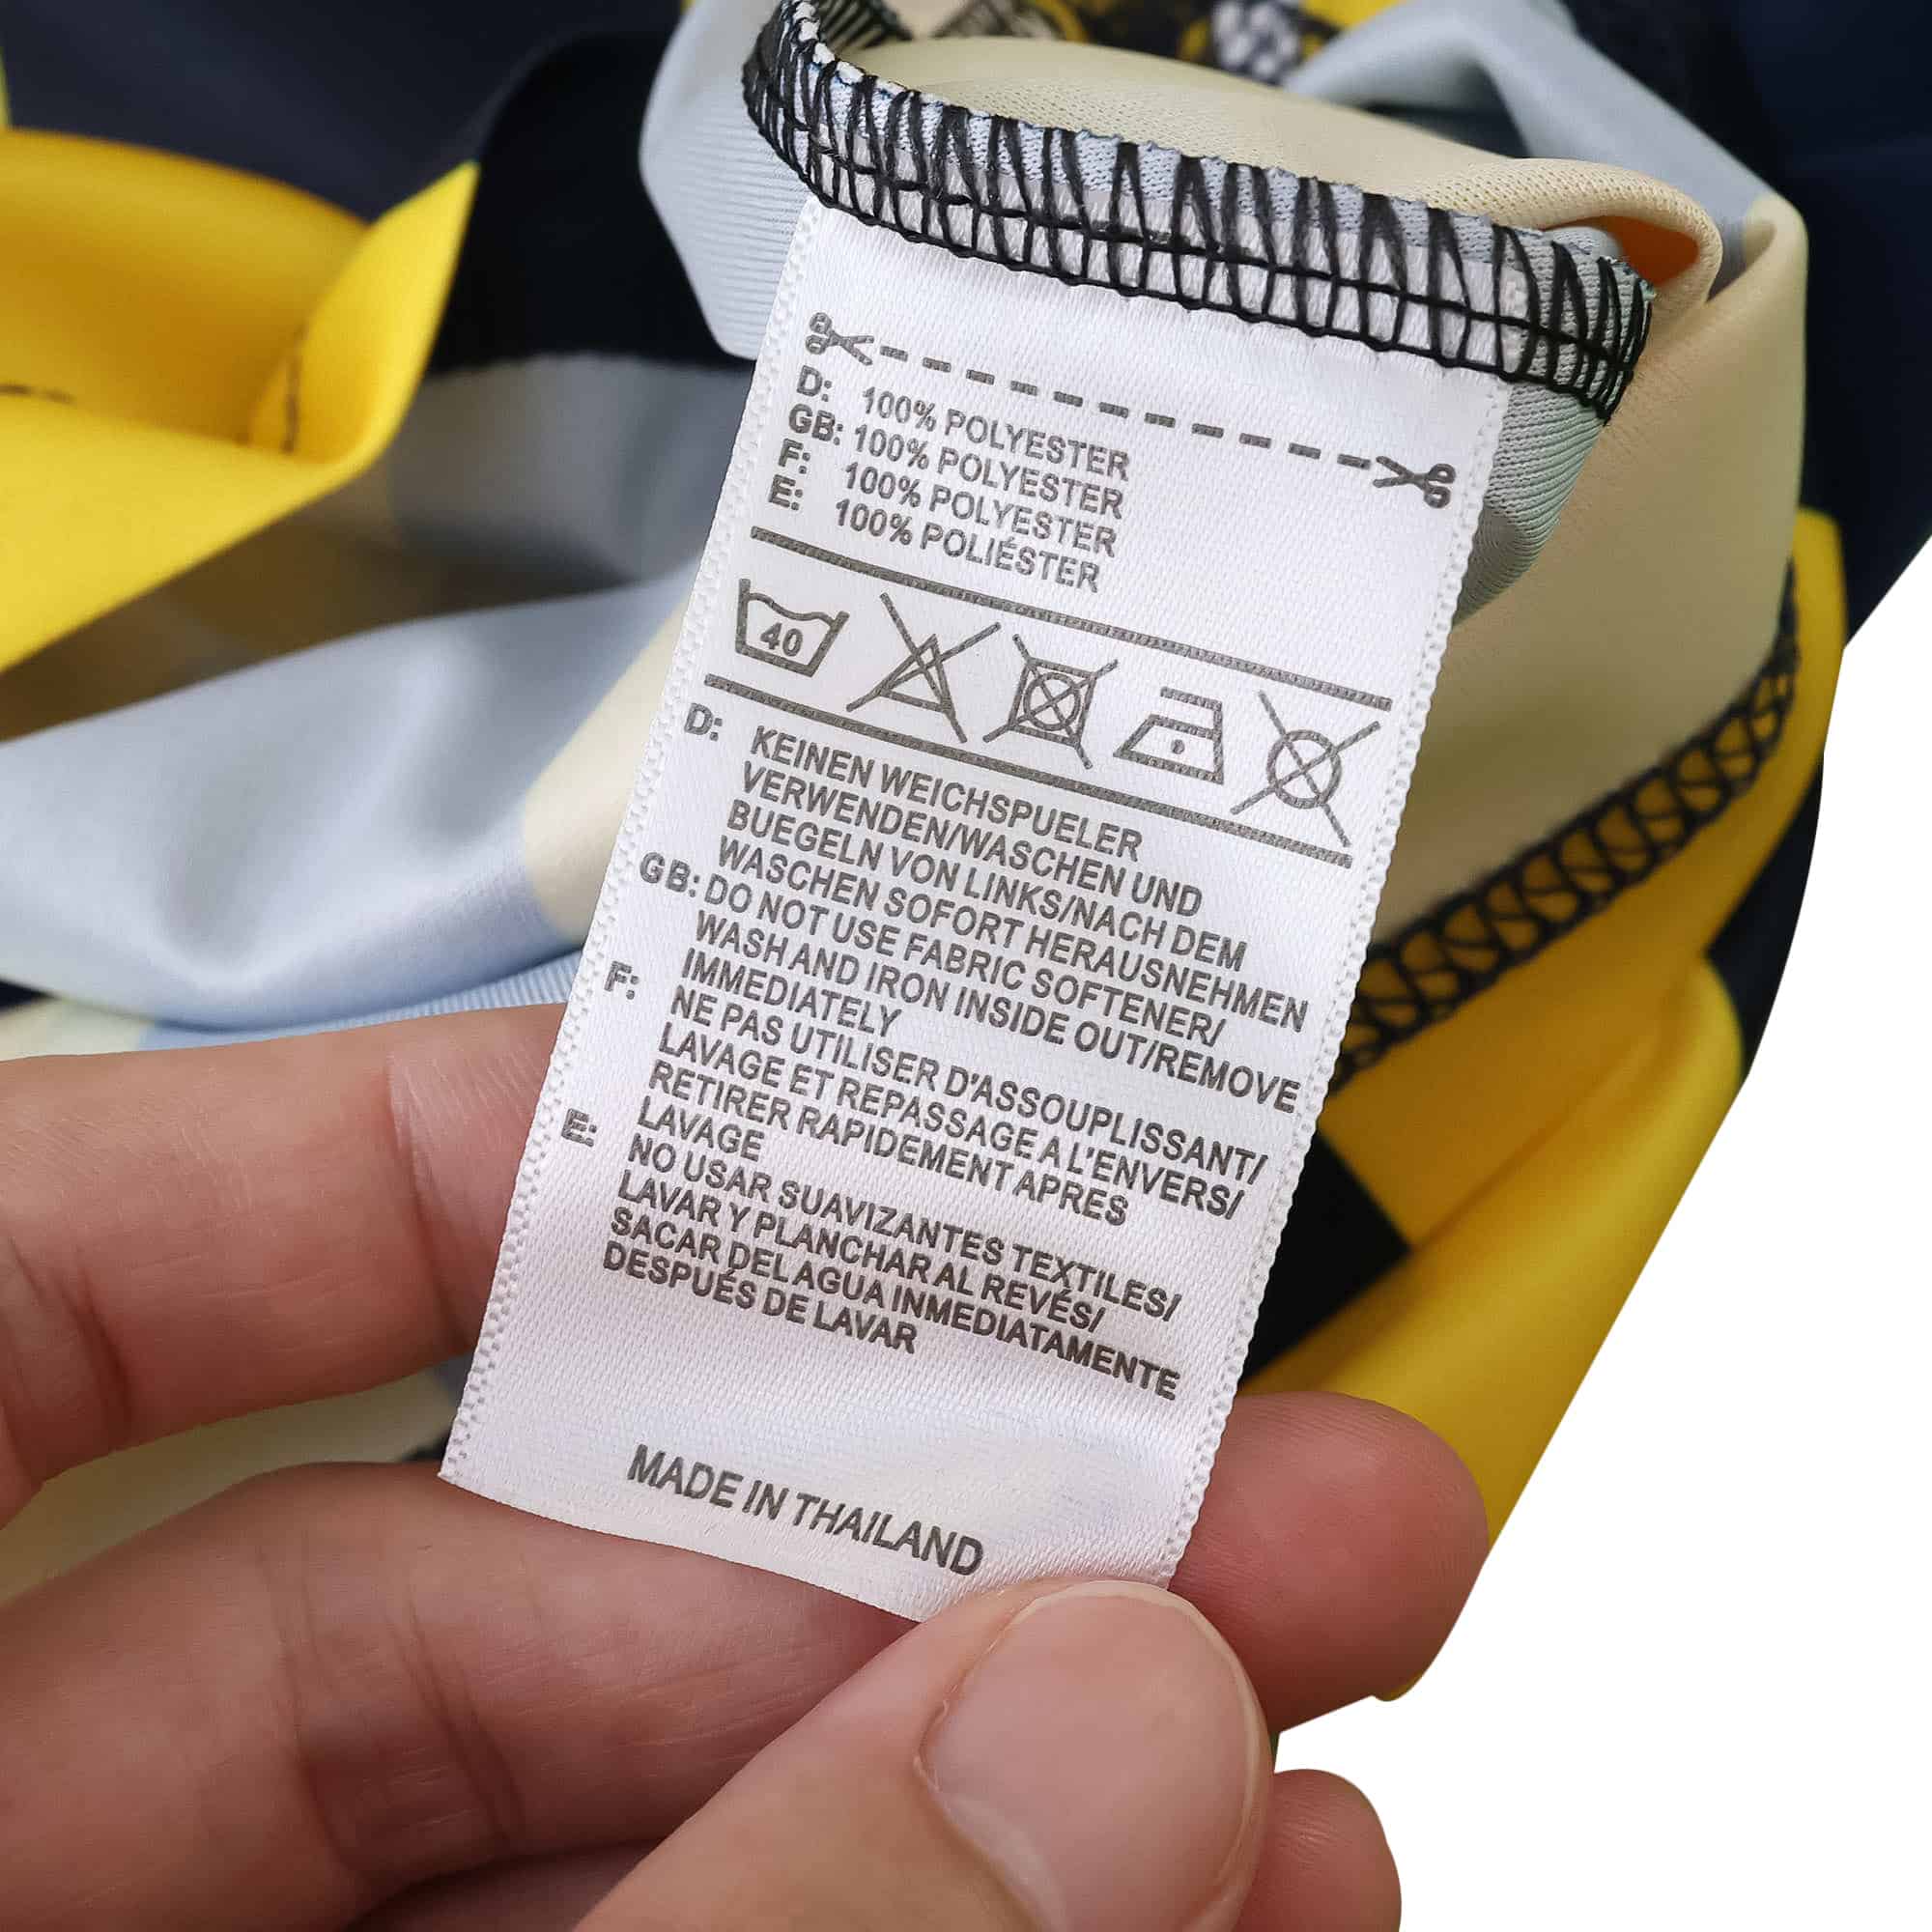 D: 100% POLYESTER
GB: 100% POLYESTER
F: 100% POLYESTER
E: 100% POLIÉSTER
40
D: KEINEN WEICHSPUELER
VERWENDEN/WASCHEN UND
BUEGELN VON LINKS/NACH DEM
WASCHEN SOFORT HERAUSNEHMEN
GB: DO NOT USE FABRIC SOFTENER/
WASH AND IRON INSIDE OUT/REMOVE
IMMEDIATELY
F: NE PAS UTILISER D'ASSOUPLISSANT/
LAVAGE ET REPASSAGE A L'ENVERS/
RETIRER RAPIDEMENT APRES
LAVAGE
E: NO USAR SUAVIZANTES TEXTILES/
LAVAR Y PLANCHAR AL REVÉS/
SACAR DEL AGUA INMEDIATAMENTE
DESPUÉS DE LAVAR
MADE IN THAILAND